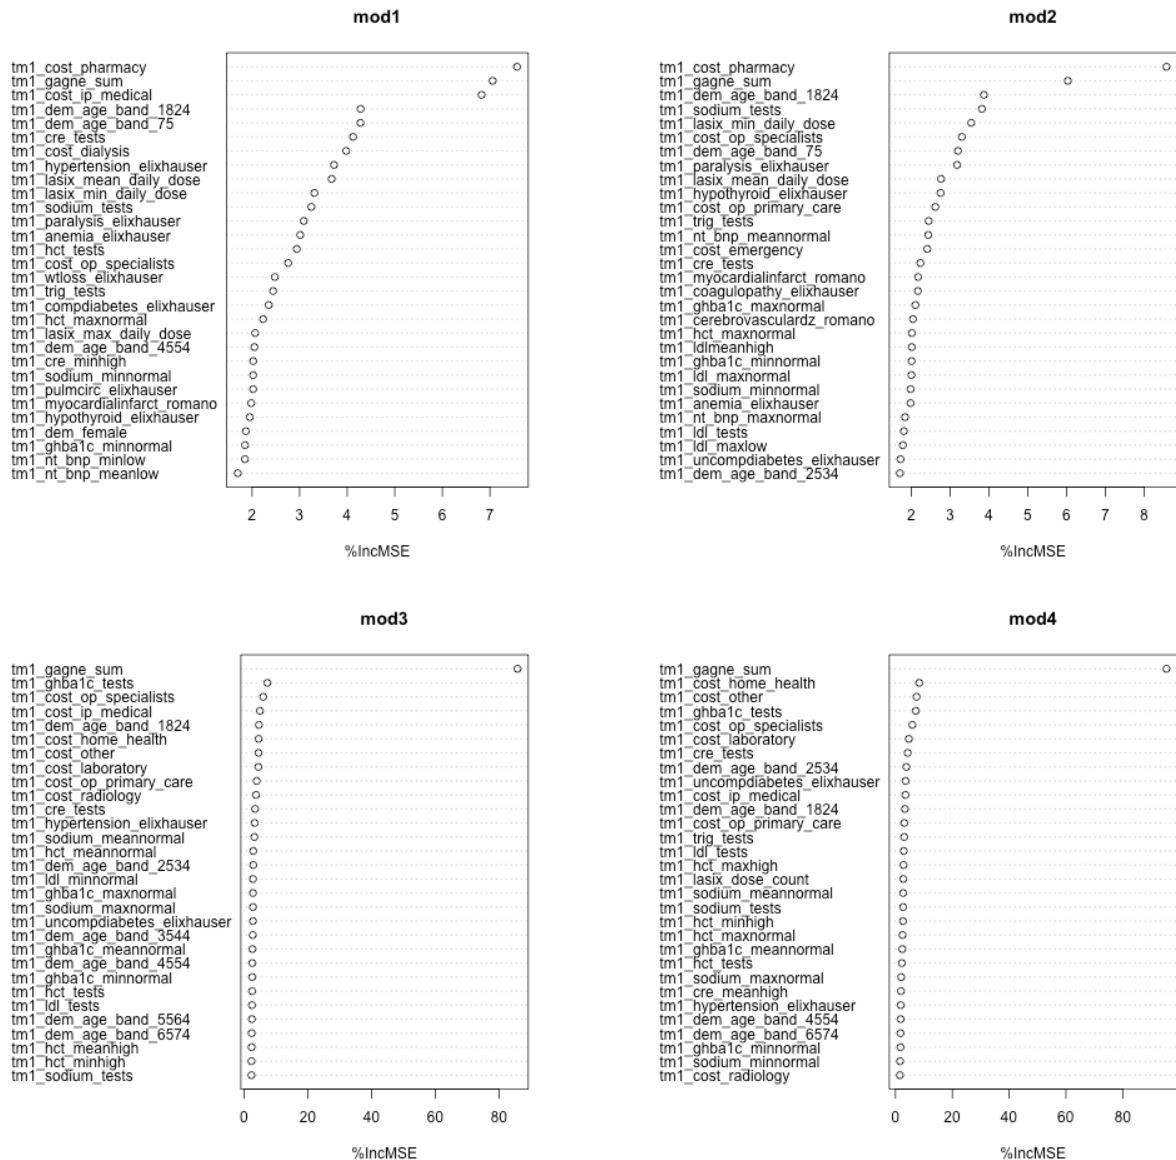 mod1
tm1_cost_pharmacy
tm1_gagne_sum
tm1_cost_ip_medical
tm1_dem_age_band_1824
tm1_dem_age_band_75
tm1_cre_tests
tm1_cost_dialysis
tm1_hypertension_elixhauser
tm1_lasix_mean_daily_dose
tm1_lasix_min_daily_dose
tm1_sodium_tests
tm1_paralysis_elixhauser
tm1_anemia_elixhauser
tm1_hct_tests
tm1_cost_op_specialists
tm1_wtloss_elixhauser
tm1_trig_tests
tm1_compdiabetes_elixhauser
tm1_hct_maxnormal
tm1_lasix_max_daily_dose
tm1_dem_age_band_4554
tm1_cre_minhigh
tm1_sodium_minnormal
tm1_pulmcirc_elixhauser
tm1_myocardialinfarct_romano
tm1_hypothyroid_elixhauser
tm1_dem_female
tm1_ghba1c_minnormal
tm1_nt_bnp_minlow
tm1_nt_bnp_meanlow
2 3 4 5 6 7
%IncMSE
mod2
tm1_cost_pharmacy
tm1_gagne_sum
tm1_dem_age_band_1824
tm1_sodium_tests
tm1_lasix_min_daily_dose
tm1_cost_op_specialists
tm1_dem_age_band_75
tm1_paralysis_elixhauser
tm1_lasix_mean_daily_dose
tm1_hypothyroid_elixhauser
tm1_cost_op_primary_care
tm1_trig_tests
tm1_nt_bnp_meannormal
tm1_cost_emergency
tm1_cre_tests
tm1_myocardialinfarct_romano
tm1_coagulopathy_elixhauser
tm1_ghba1c_maxnormal
tm1_cerebrovasculardz_romano
tm1_hct_maxnormal
tm1_ldlmeanhigh
tm1_ghba1c_minnormal
tm1_ldl_maxnormal
tm1_sodium_minnormal
tm1_anemia_elixhauser
tm1_nt_bnp_maxnormal
tm1_ldl_tests
tm1_ldl_maxlow
tm1_uncompdiabetes_elixhauser
tm1_dem_age_band_2534
2 3 4 5 6 7 8
%IncMSE
mod3
tm1_gagne_sum
tm1_ghba1c_tests
tm1_cost_op_specialists
tm1_cost_ip_medical
tm1_dem_age_band_1824
tm1_cost_home_health
tm1_cost_other
tm1_cost_laboratory
tm1_cost_op_primary_care
tm1_cost_radiology
tm1_cre_tests
tm1_hypertension_elixhauser
tm1_sodium_meannormal
tm1_hct_meannormal
tm1_dem_age_band_2534
tm1_ldl_minnormal
tm1_ghba1c_maxnormal
tm1_sodium_maxnormal
tm1_uncompdiabetes_elixhauser
tm1_dem_age_band_3544
tm1_ghba1c_meannormal
tm1_dem_age_band_4554
tm1_ghba1c_minnormal
tm1_hct_tests
tm1_ldl_tests
tm1_dem_age_band_5564
tm1_dem_age_band_6574
tm1_hct_meanhigh
tm1_hct_minhigh
tm1_sodium_tests
0 20 40 60 80
%IncMSE
mod4
tm1_gagne_sum
tm1_cost_home_health
tm1_cost_other
tm1_ghba1c_tests
tm1_cost_op_specialists
tm1_cost_laboratory
tm1_cre_tests
tm1_dem_age_band_2534
tm1_uncompdiabetes_elixhauser
tm1_cost_ip_medical
tm1_dem_age_band_1824
tm1_cost_op_primary_care
tm1_trig_tests
tm1_ldl_tests
tm1_hct_maxhigh
tm1_lasix_dose_count
tm1_sodium_meannormal
tm1_sodium_tests
tm1_hct_minhigh
tm1_hct_maxnormal
tm1_ghba1c_meannormal
tm1_hct_tests
tm1_sodium_maxnormal
tm1_cre_meanhigh
tm1_hypertension_elixhauser
tm1_dem_age_band_4554
tm1_dem_age_band_6574
tm1_ghba1c_minnormal
tm1_sodium_minnormal
tm1_cost_radiology
0 20 40 60 80
%IncMSE